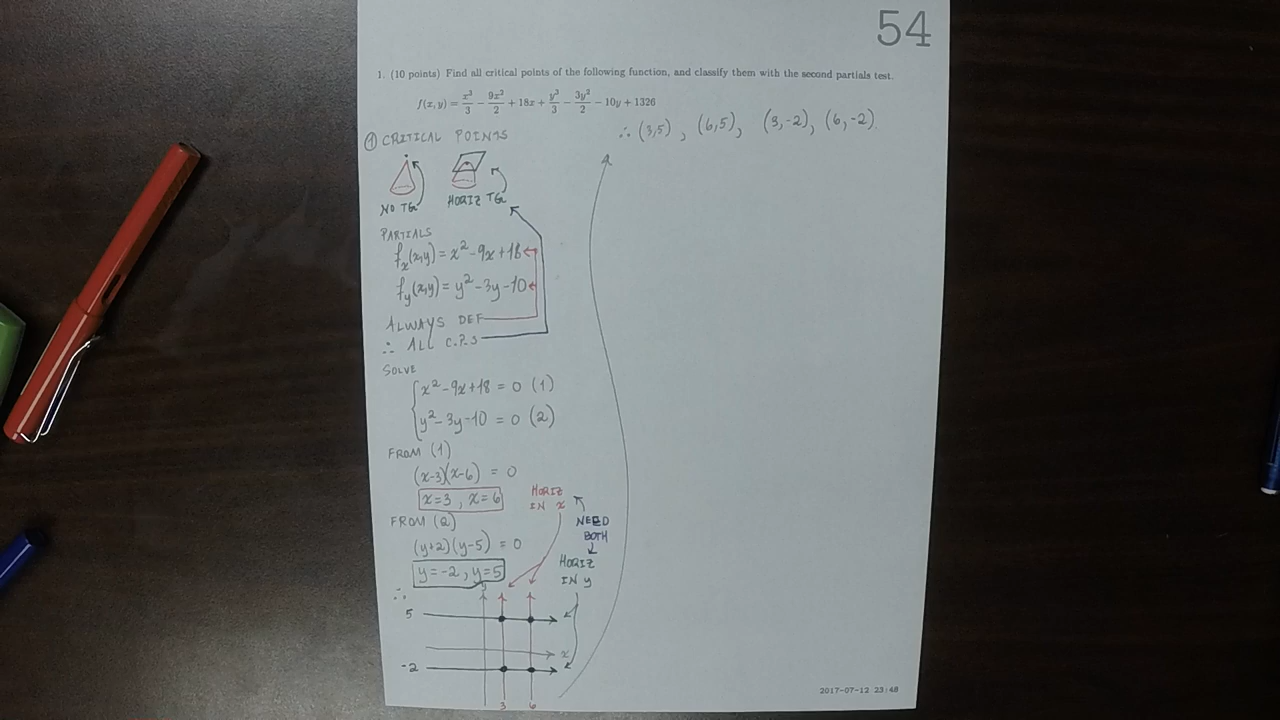 54
1. (10 points) Find all critical points of the following function, and classify them with the second partials test.
f(x, y) = x³/3 − 9x²/2 + 18x + y³/3 − 3y²/2 − 10y + 1326
① CRITICAL POINTS
NO TG
HORIZ TG
PARTIALS
fx(x,y) = x² - 9x + 18
fy(x,y) = y² - 3y - 10
ALWAYS DEF
∴ ALL C.P.S
SOLVE
x² - 9x + 18 = 0 (1)
y² - 3y - 10 = 0 (2)
FROM (1)
(x-3)(x-6) = 0
x=3 , x=6
FROM (2)
(y+2)(y-5) = 0
y=-2 , y=5
HORIZ
IN x
NEED
BOTH
HORIZ
IN y
∴
y
5
x
-2
3 6
∴ (3,5) , (6,5), (3,-2), (6,-2).
2017-07-12 23:48